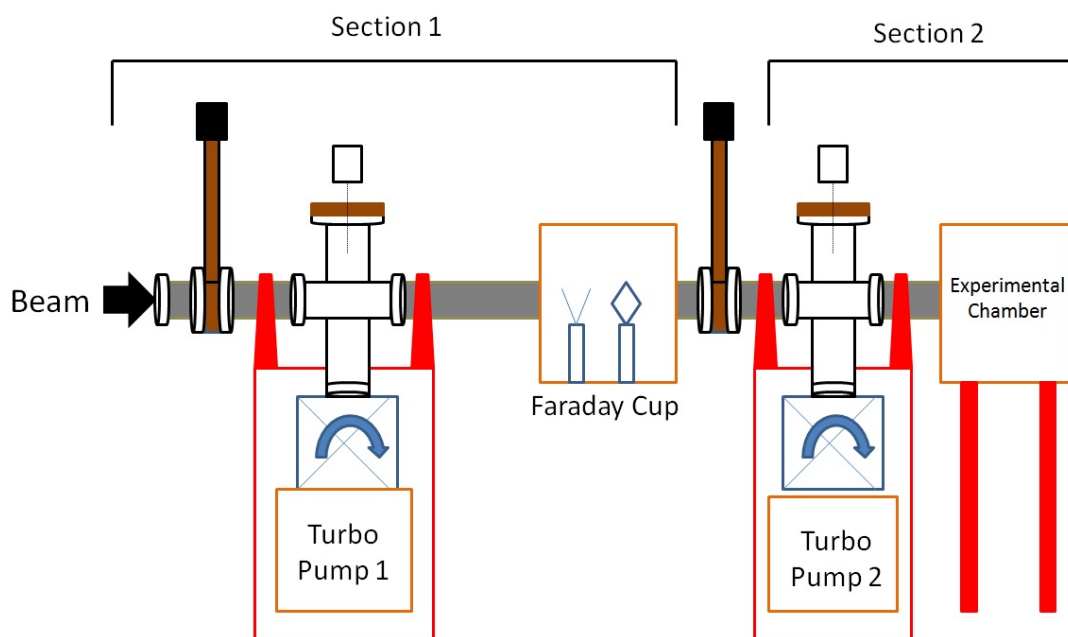 Section 1
Section 2
Beam
Experimental
Chamber
Faraday Cup
Turbo
Pump 1
Turbo
Pump 2